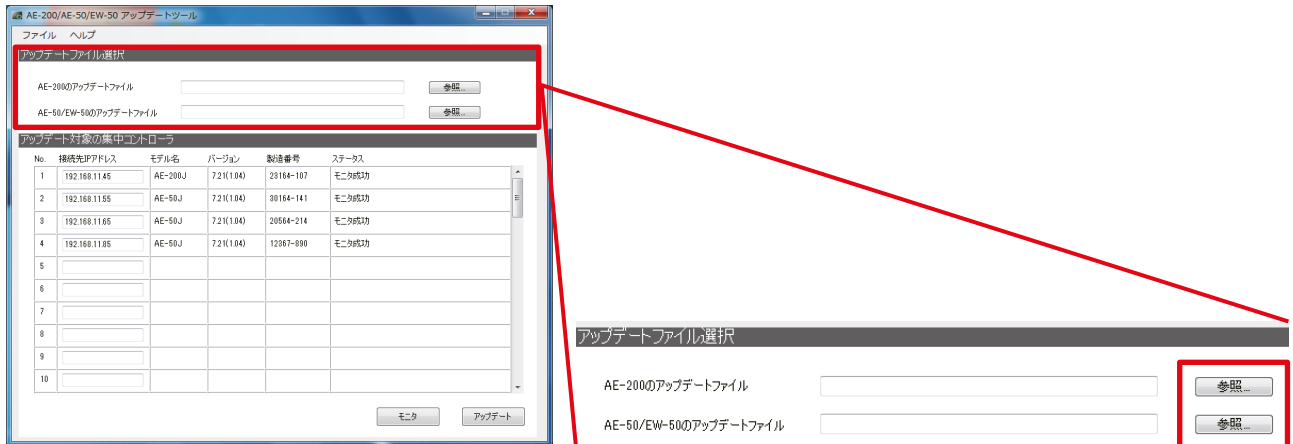 AE-200/AE-50/EW-50 アップデートツール
ファイル ヘルプ
アップデートファイル選択
AE-200のアップデートファイル 参照...
AE-50/EW-50のアップデートファイル 参照...
アップデート対象の集中コントローラ
No. 接続先IPアドレス モデル名 バージョン 製造番号 ステータス
1 192.168.11.45 AE-200J 7.21(1.04) 23164-107 モニタ成功
2 192.168.11.55 AE-50J 7.21(1.04) 30164-141 モニタ成功
3 192.168.11.65 AE-50J 7.21(1.04) 20564-214 モニタ成功
4 192.168.11.85 AE-50J 7.21(1.04) 12367-890 モニタ成功
5
6
7
8
9
10
モニタ アップデート
アップデートファイル選択
AE-200のアップデートファイル 参照...
AE-50/EW-50のアップデートファイル 参照...